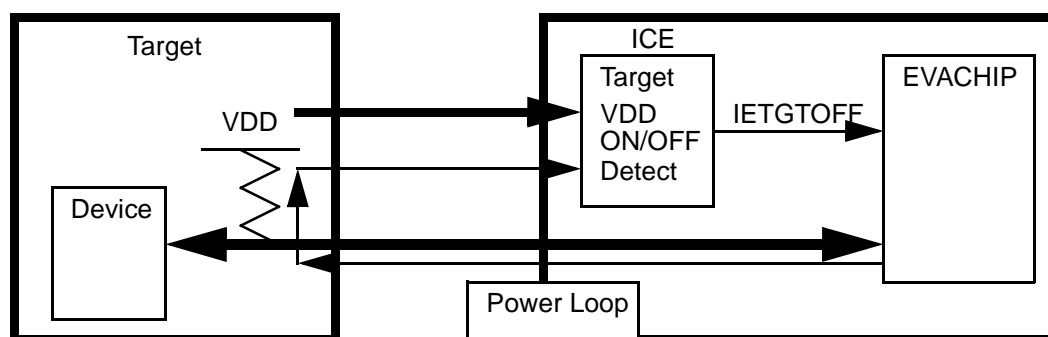 Target
VDD
Device
ICE
Target
VDD
ON/OFF
Detect
IETGTOFF
EVACHIP
Power Loop